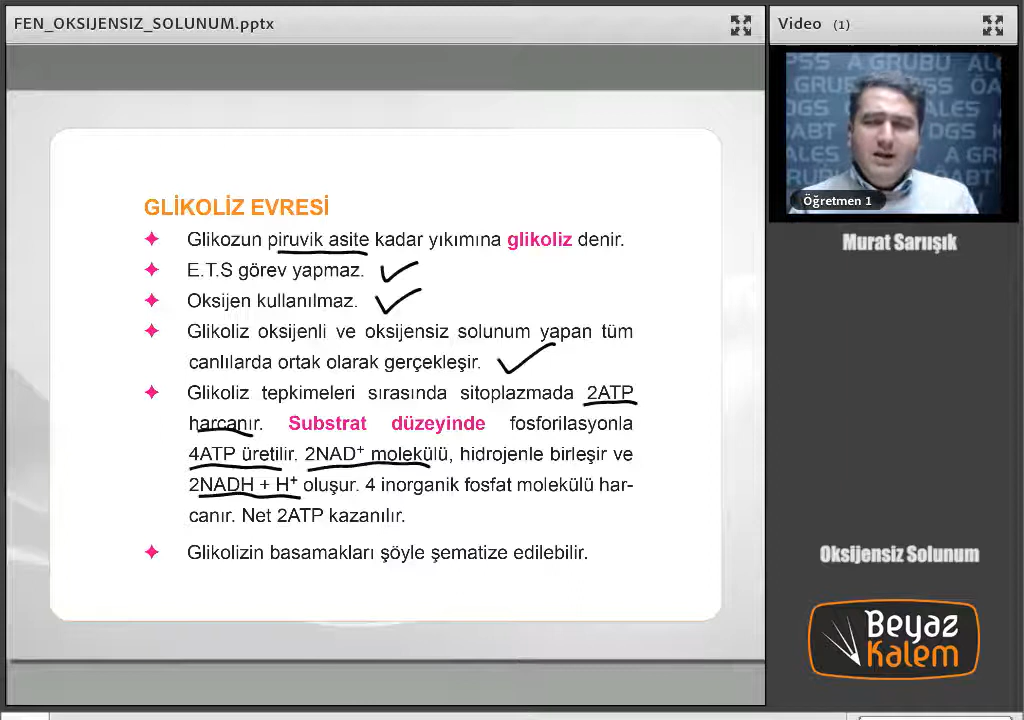 FEN_OKSIJENSIZ_SOLUNUM.pptx
Video (1)
Öğretmen 1
Murat Sarıışık
GLİKOLİZ EVRESİ
Glikozun piruvik asite kadar yıkımına glikoliz denir.
E.T.S görev yapmaz.
Oksijen kullanılmaz.
Glikoliz oksijenli ve oksijensiz solunum yapan tüm
canlılarda ortak olarak gerçekleşir.
Glikoliz tepkimeleri sırasında sitoplazmada 2ATP
harcanır. Substrat düzeyinde fosforilasyonla
4ATP üretilir. 2NAD⁺ molekülü, hidrojenle birleşir ve
2NADH + H⁺ oluşur. 4 inorganik fosfat molekülü har-
canır. Net 2ATP kazanılır.
Glikolizin basamakları şöyle şematize edilebilir.
Oksijensiz Solunum
Beyaz
Kalem